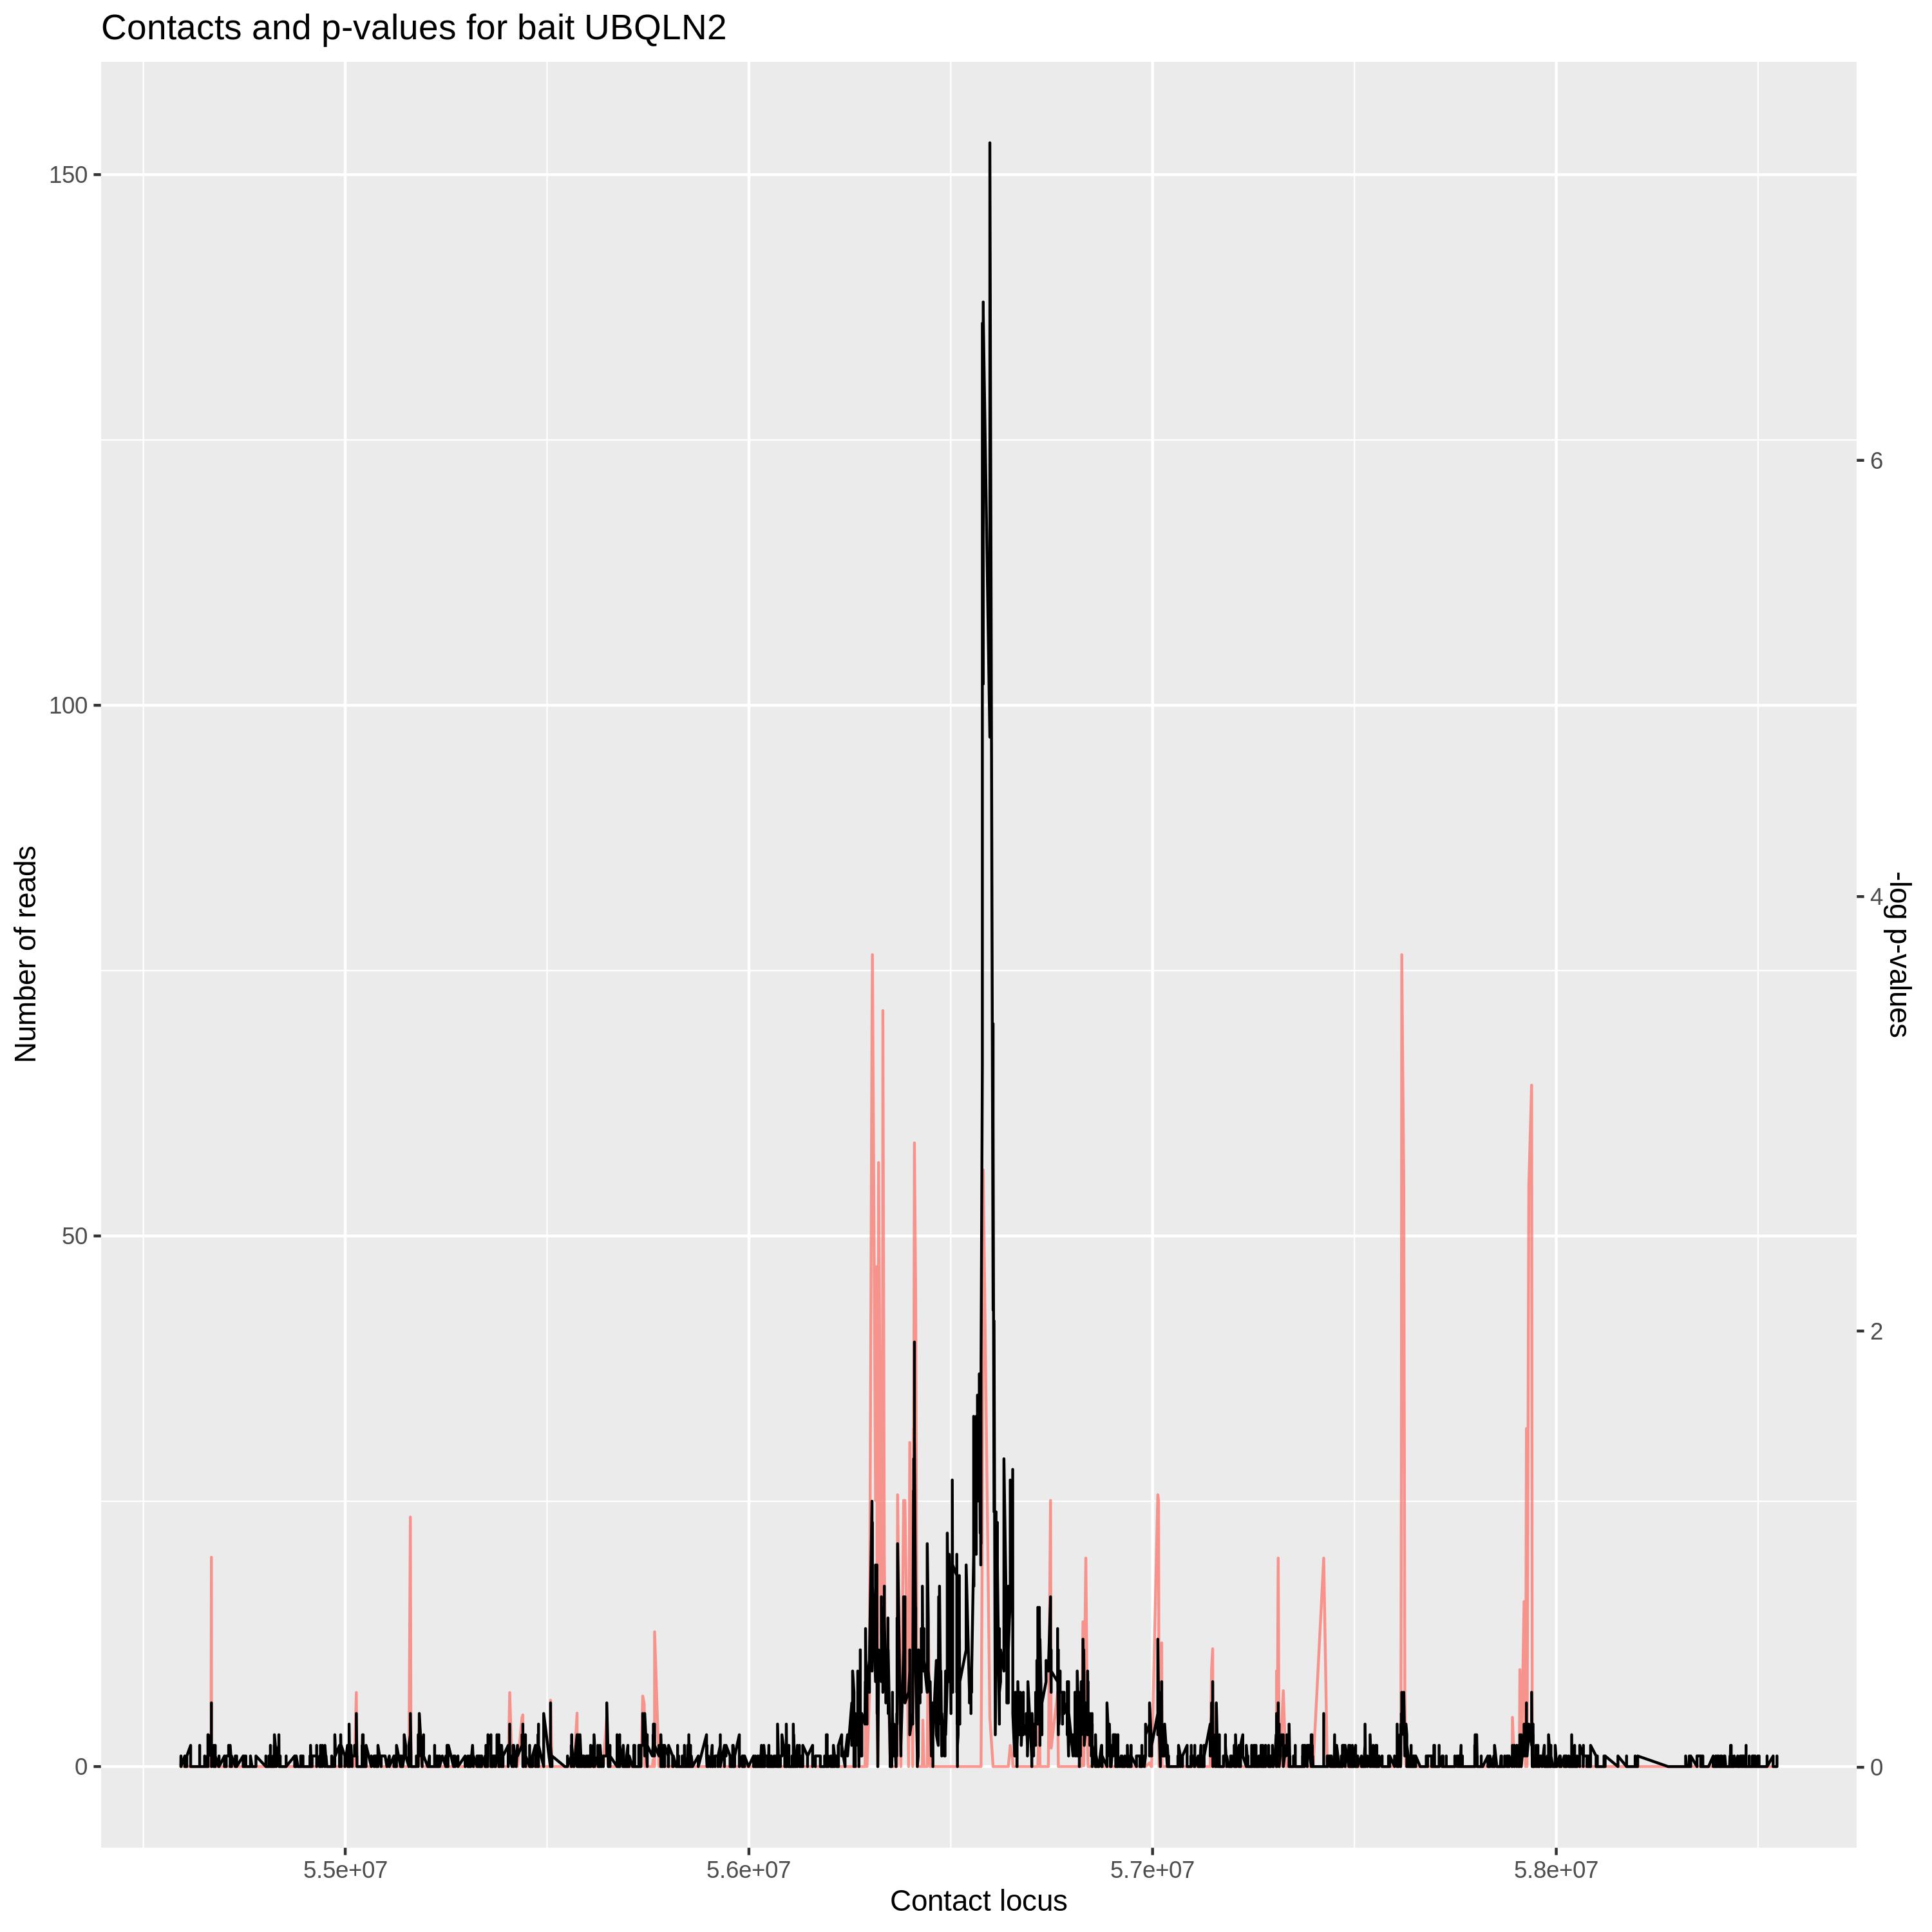 Contacts and p-values for bait UBQLN2
150
100
50
0
Number of reads
6
4
2
0
-log p-values
5.5e+07 5.6e+07 5.7e+07 5.8e+07
Contact locus